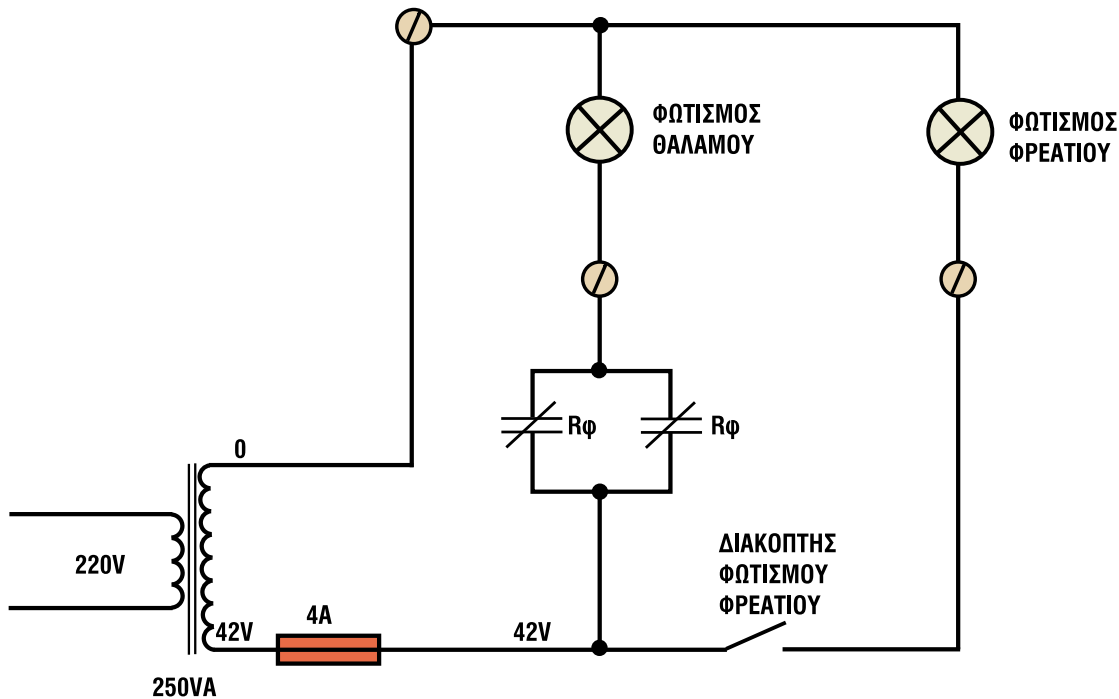 ΦΩΤΙΣΜΟΣ
ΘΑΛΑΜΟΥ
ΦΩΤΙΣΜΟΣ
ΦΡΕΑΤΙΟΥ
Rφ
Rφ
0
220V
ΔΙΑΚΟΠΤΗΣ
ΦΩΤΙΣΜΟΥ
ΦΡΕΑΤΙΟΥ
42V
4A
42V
250VA